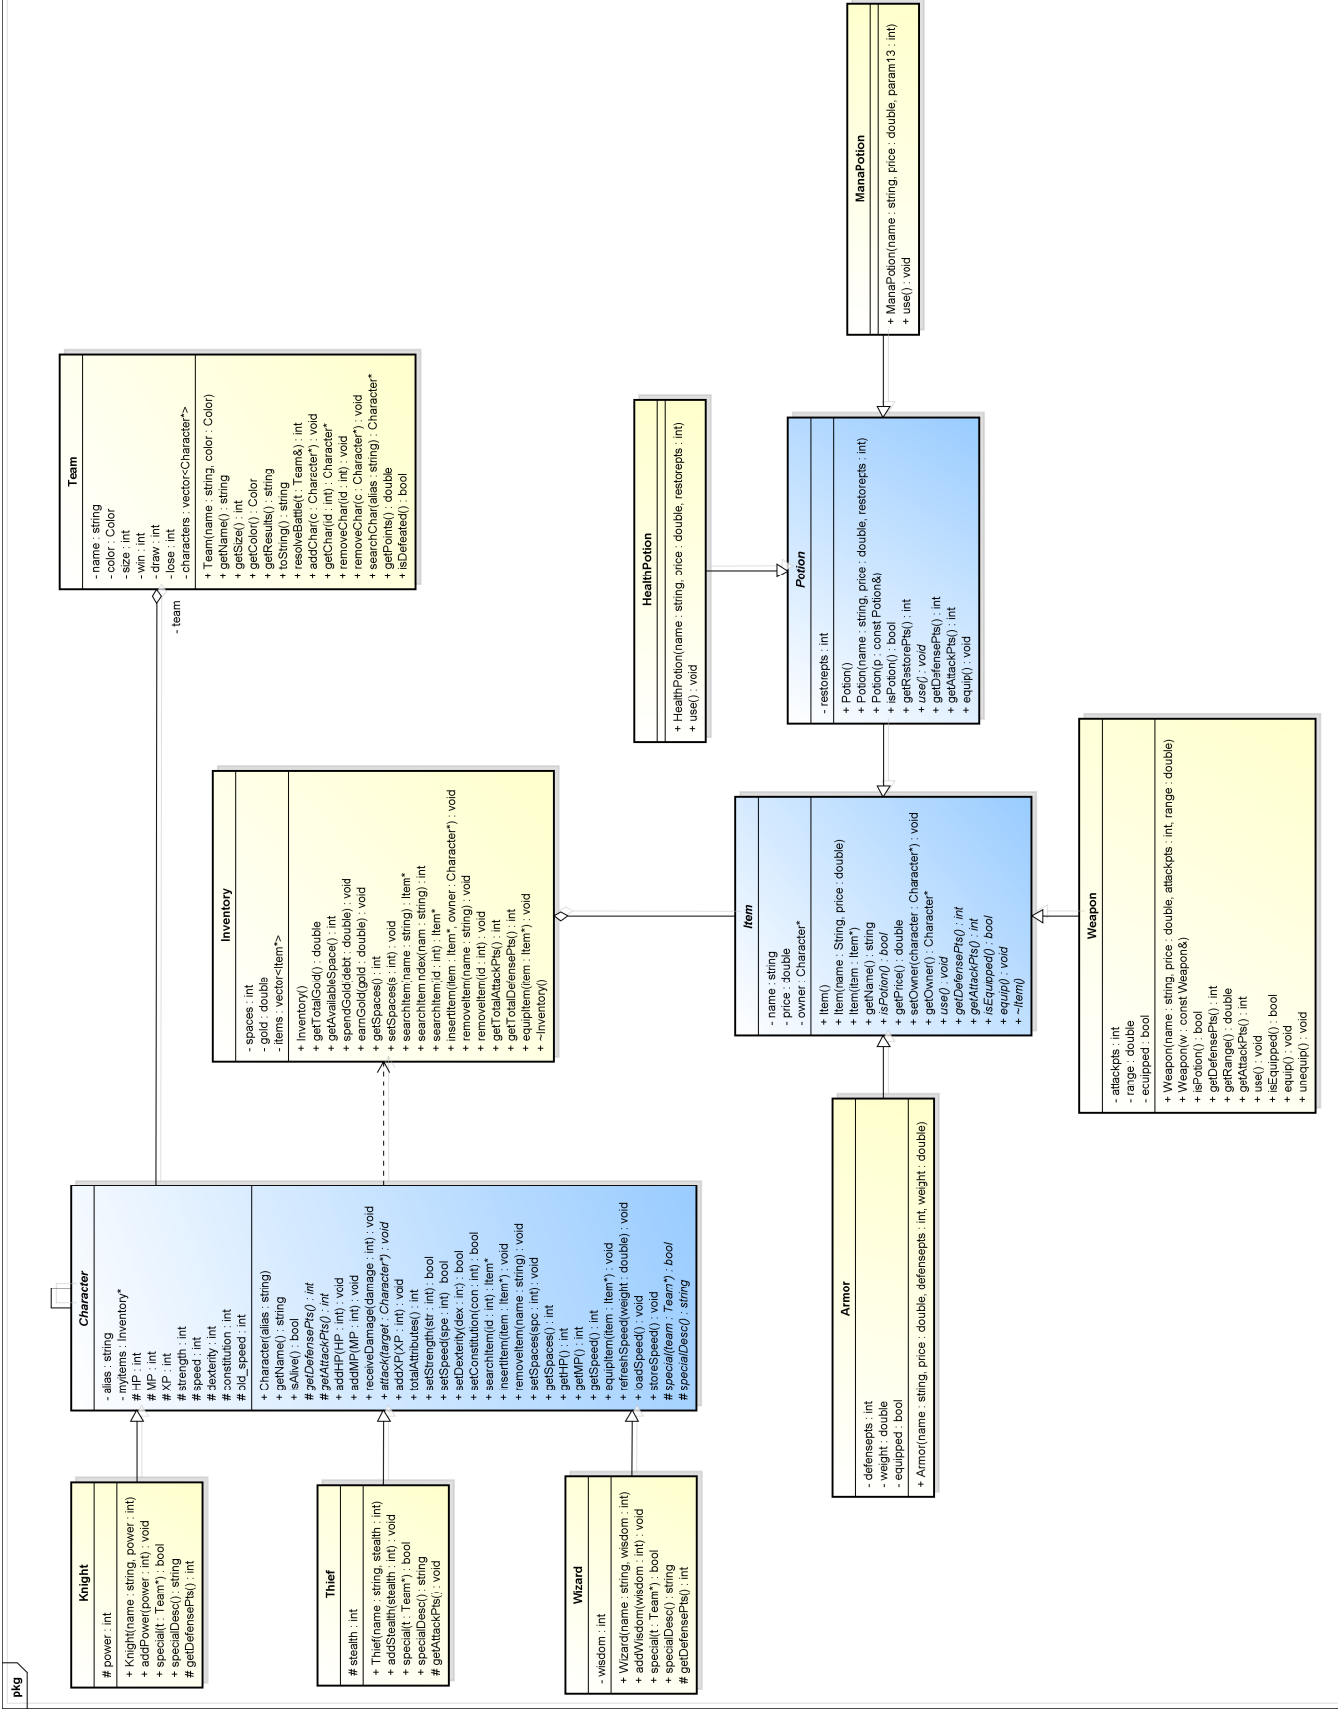 pkg
Knight
# power : int
+ Knight(name : string, power : int)
+ addPower(power : int) : void
+ special(t : Team*) : bool
+ specialDesc() : string
# getDefensePts() : int
Thief
# stealth : int
+ Thief(name : string, stealth : int)
+ addStealth(stealth : int) : void
+ special(t : Team*) : bool
+ specialDesc() : string
# getAttackPts() : void
Wizard
- wisdom : int
+ Wizard(name : string, wisdom : int)
+ addWisdom(wisdom : int) : void
+ special(t : Team*) : bool
+ specialDesc() : string
# getDefensePts() : int
Character
- alias : string
- myitems : Inventory*
# HP : int
# MP : int
# XP : int
# strength : int
# speed : int
# dexterity : int
# constitution : int
# old_speed : int
+ Character(alias : string)
+ getName() : string
+ isAlive() : bool
# getDefensePts() : int
# getAttackPts() : int
+ addHP(HP : int) : void
+ addMP(MP : int) : void
+ receiveDamage(damage : int) : void
+ attack(target : Character*) : void
+ addXP(XP : int) : void
+ totalAttributes() : int
+ setStrength(str : int) : bool
+ setSpeed(spe : int) : bool
+ setDexterity(dex : int) : bool
+ setConstitution(con : int) : bool
+ searchItem(id : int) : Item*
+ insertItem(item : Item*) : void
+ removeItem(name : string) : void
+ setSpaces(spc : int) : void
+ getSpaces() : int
+ getHP() : int
+ getMP() : int
+ getSpeed() : int
+ equipItem(item : Item*) : void
+ refreshSpeed(weight : double) : void
+ loadSpeed() : void
+ storeSpeed() : void
# special(team : Team*) : bool
# specialDesc() : string
Armor
- defensepts : int
- weight : double
- equipped : bool
+ Armor(name : string, price : double, defensepts : int, weight : double)
Inventory
- spaces : int
- gold : double
- items : vector<Item*>
+ Inventory()
+ getTotalGold() : double
+ getAvailableSpace() : int
+ spendGold(debt : double) : void
+ earnGold(gold : double) : void
+ getSpaces() : int
+ setSpaces(s : int) : void
+ searchItem(name : string) : Item*
+ searchItemIndex(nam : string) : int
+ searchItem(id : int) : Item*
+ insertItem(item : Item*, owner : Character*) : void
+ removeItem(name : string) : void
+ removeItem(id : int) : void
+ getTotalAttackPts() : int
+ getTotalDefensePts() : int
+ equipItem(item : Item*) : void
+ ~Inventory()
Item
- name : string
- price : double
- owner : Character*
+ Item()
+ Item(name : String, price : double)
+ Item(item : Item*)
+ getName() : string
+ isPotion() : bool
+ getPrice() : double
+ setOwner(character : Character*) : void
+ getOwner() : Character*
+ use() : void
+ getDefensePts() : int
+ getAttackPts() : int
+ isEquipped() : bool
+ equip() : void
+ ~Item()
Weapon
- attackpts : int
- range : double
- equipped : bool
+ Weapon(name : string, price : double, attackpts : int, range : double)
+ Weapon(w : const Weapon&)
+ isPotion() : bool
+ getDefensePts() : int
+ getRange() : double
+ getAttackPts() : int
+ use() : void
+ isEquipped() : bool
+ equip() : void
+ unequip() : void
Team
- name : string
- color : Color
- size : int
- win : int
- draw : int
- lose : int
- characters : vector<Character*>
+ Team(name : string, color : Color)
+ getName() : string
+ getSize() : int
+ getColor() : Color
+ getResults() : string
+ toString() : string
+ resolveBattle(t : Team&) : int
+ addChar(c : Character*) : void
+ getChar(id : int) : Character*
+ removeChar(id : int) : void
+ removeChar(c : Character*) : void
+ searchChar(alias : string) : Character*
+ getPoints() : double
+ isDefeated() : bool
- team
HealthPotion
+ HealthPotion(name : string, price : double, restorepts : int)
+ use() : void
Potion
- restorepts : int
+ Potion()
+ Potion(name : string, price : double, restorepts : int)
+ Potion(p : const Potion&)
+ isPotion() : bool
+ getRestorePts() : int
+ use() : void
+ getDefensePts() : int
+ getAttackPts() : int
+ equip() : void
ManaPotion
+ ManaPotion(name : string, price : double, param13 : int)
+ use() : void